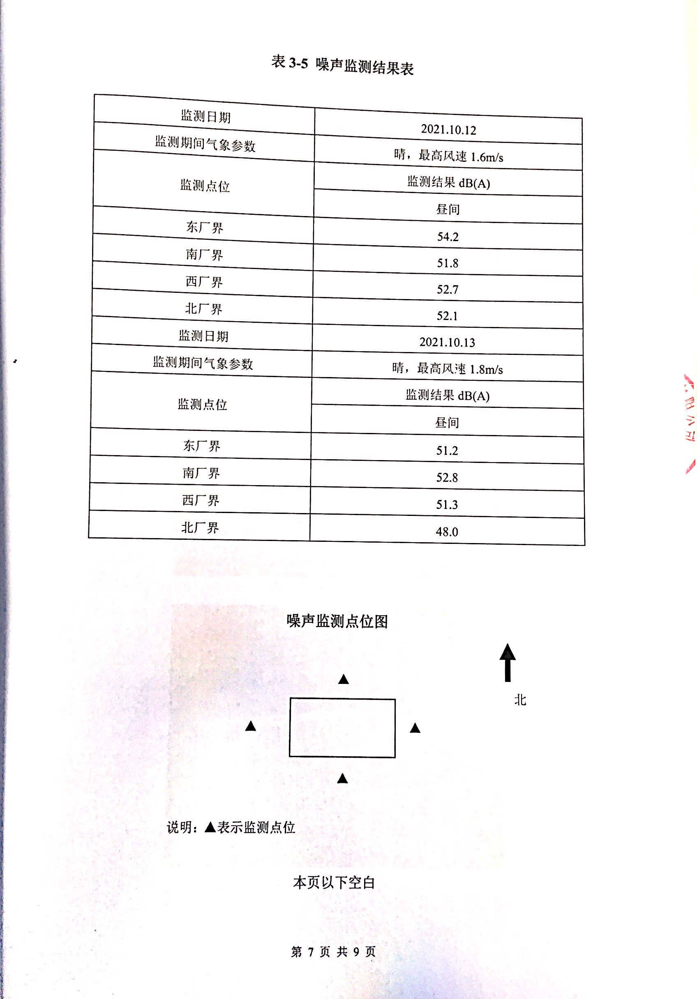 表 3-5 噪声监测结果表
监测日期 2021.10.12
监测期间气象参数 晴，最高风速 1.6m/s
监测点位 监测结果 dB(A)
昼间
东厂界 54.2
南厂界 51.8
西厂界 52.7
北厂界 52.1
监测日期 2021.10.13
监测期间气象参数 晴，最高风速 1.8m/s
监测点位 监测结果 dB(A)
昼间
东厂界 51.2
南厂界 52.8
西厂界 51.3
北厂界 48.0
噪声监测点位图
北
说明：▲表示监测点位
本页以下空白
第 7 页 共 9 页